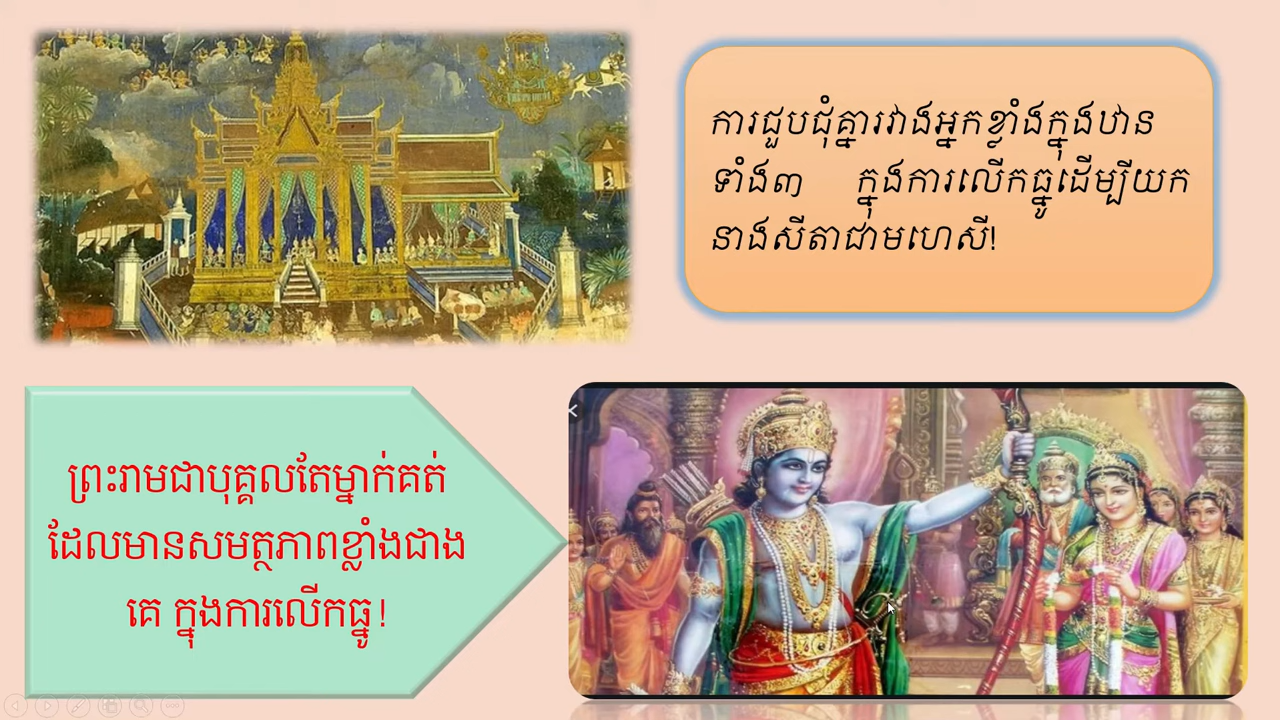 ការជួបជុំគ្នារវាងអ្នកខ្លាំងក្នុងឋាន
ទាំង៣ ក្នុងការលើកធ្នូដើម្បីយក
នាងសីតាជាមហេសី!
ព្រះរាមជាបុគ្គលតែម្នាក់គត់
ដែលមានសមត្ថភាពខ្លាំងជាង
គេ ក្នុងការលើកធ្នូ!